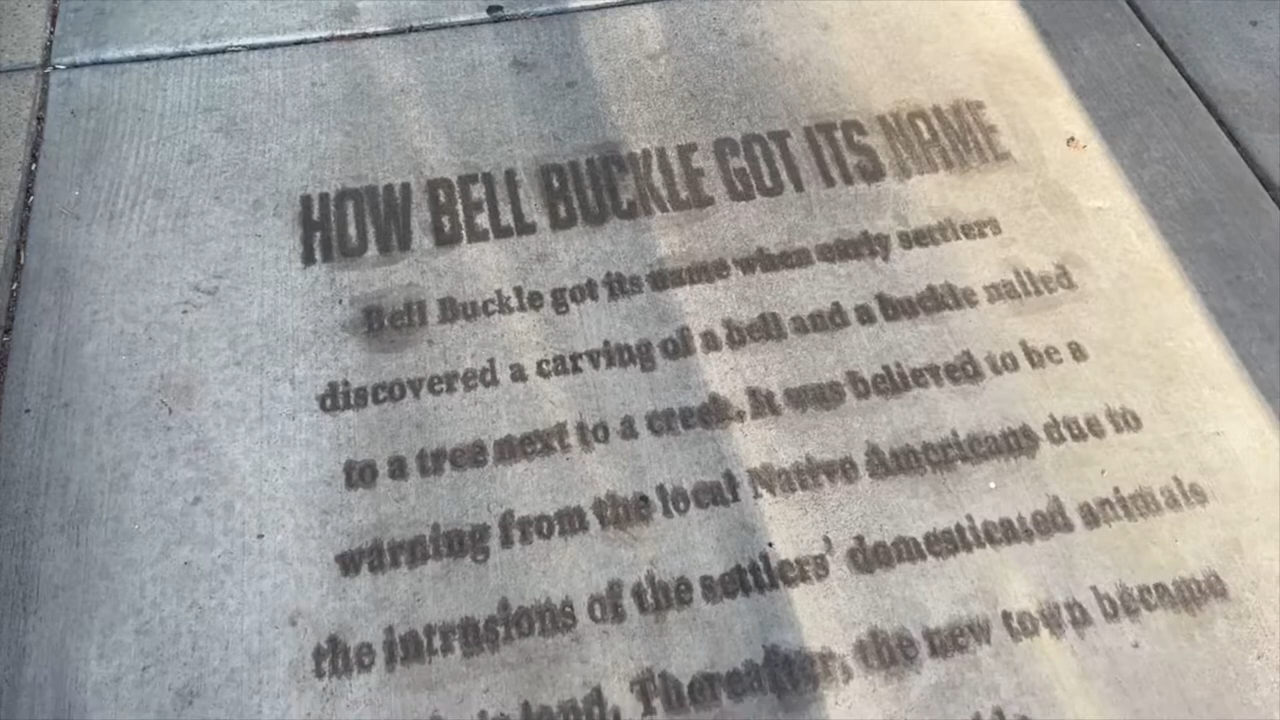 HOW BELL BUCKLE GOT ITS NAME
Bell Buckle got its name when early settlers
discovered a carving of a bell and a buckle nailed
to a tree next to a creek. It was believed to be a
warning from the local Native Americans due to
the intrusions of the settlers' domesticated animals
land. Thereafter, the new town became